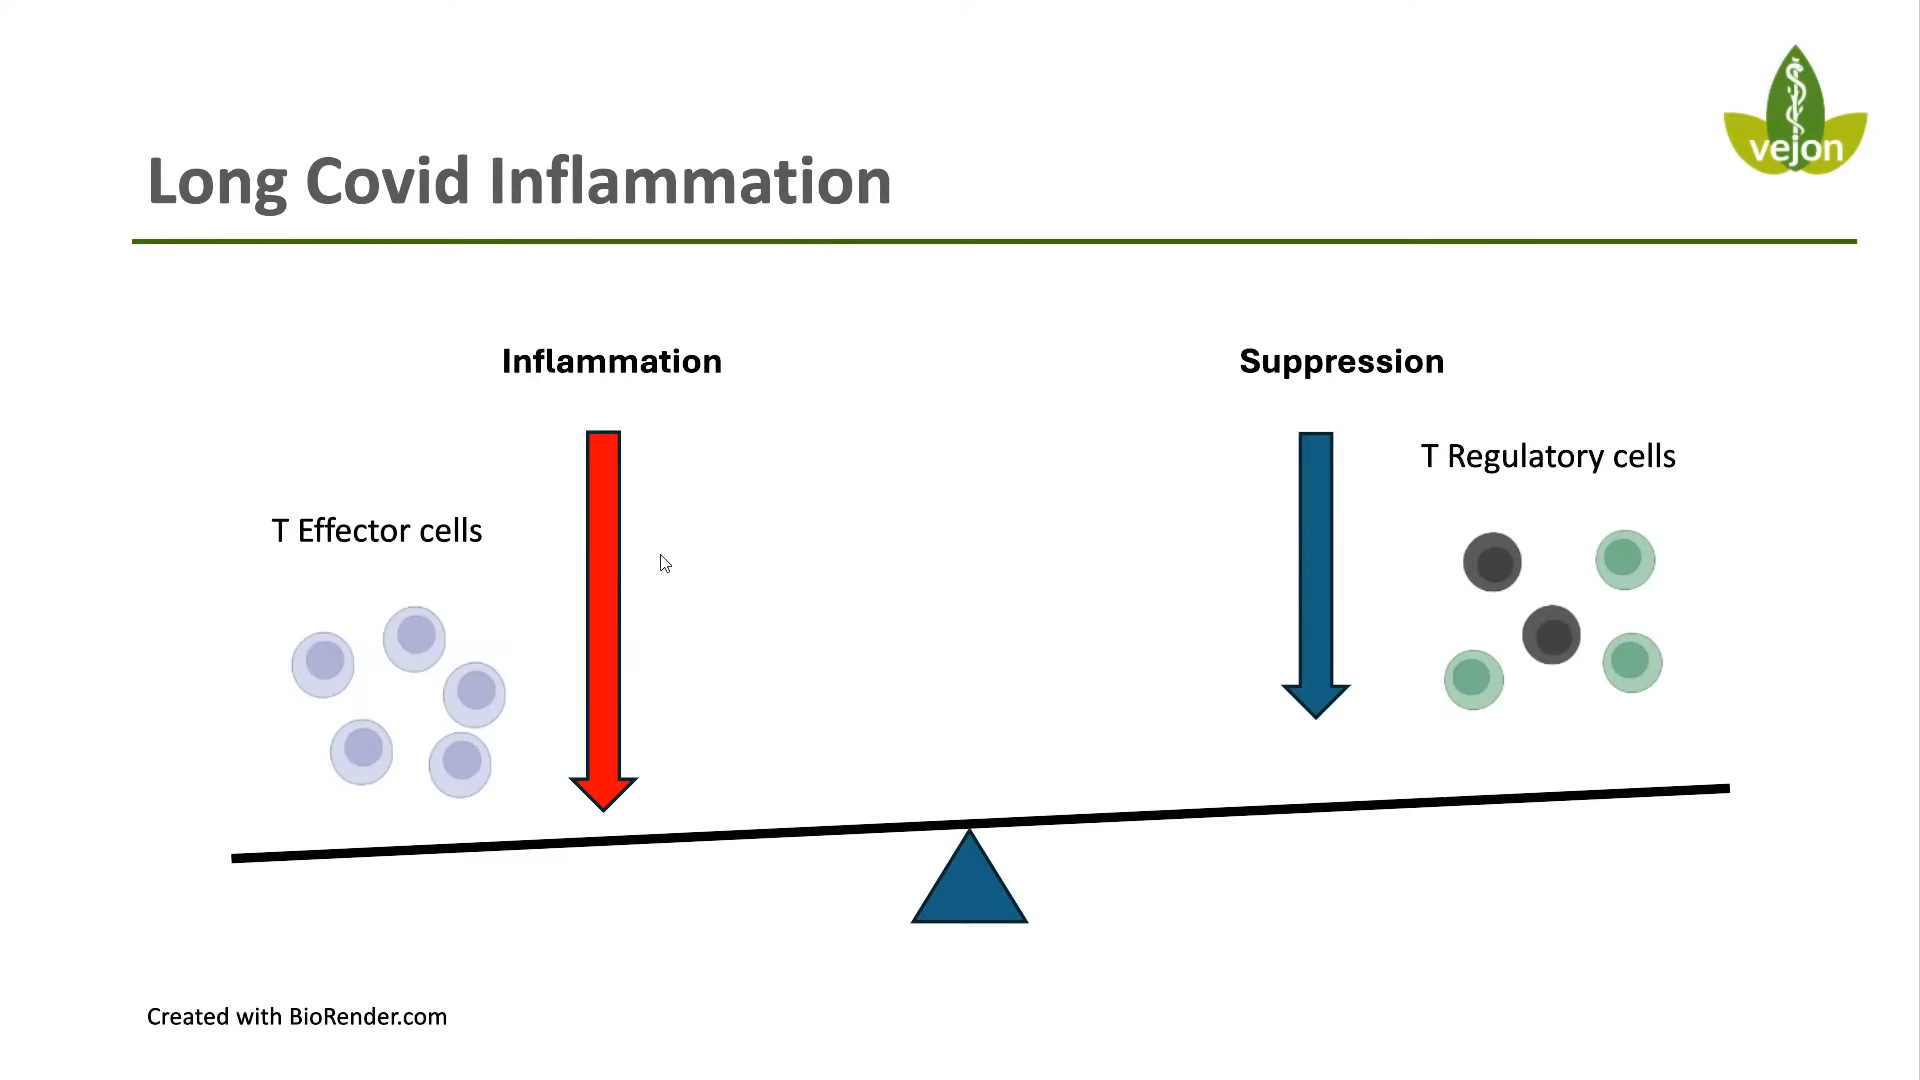 vejon
Long Covid Inflammation
Inflammation
Suppression
T Regulatory cells
T Effector cells
Created with BioRender.com